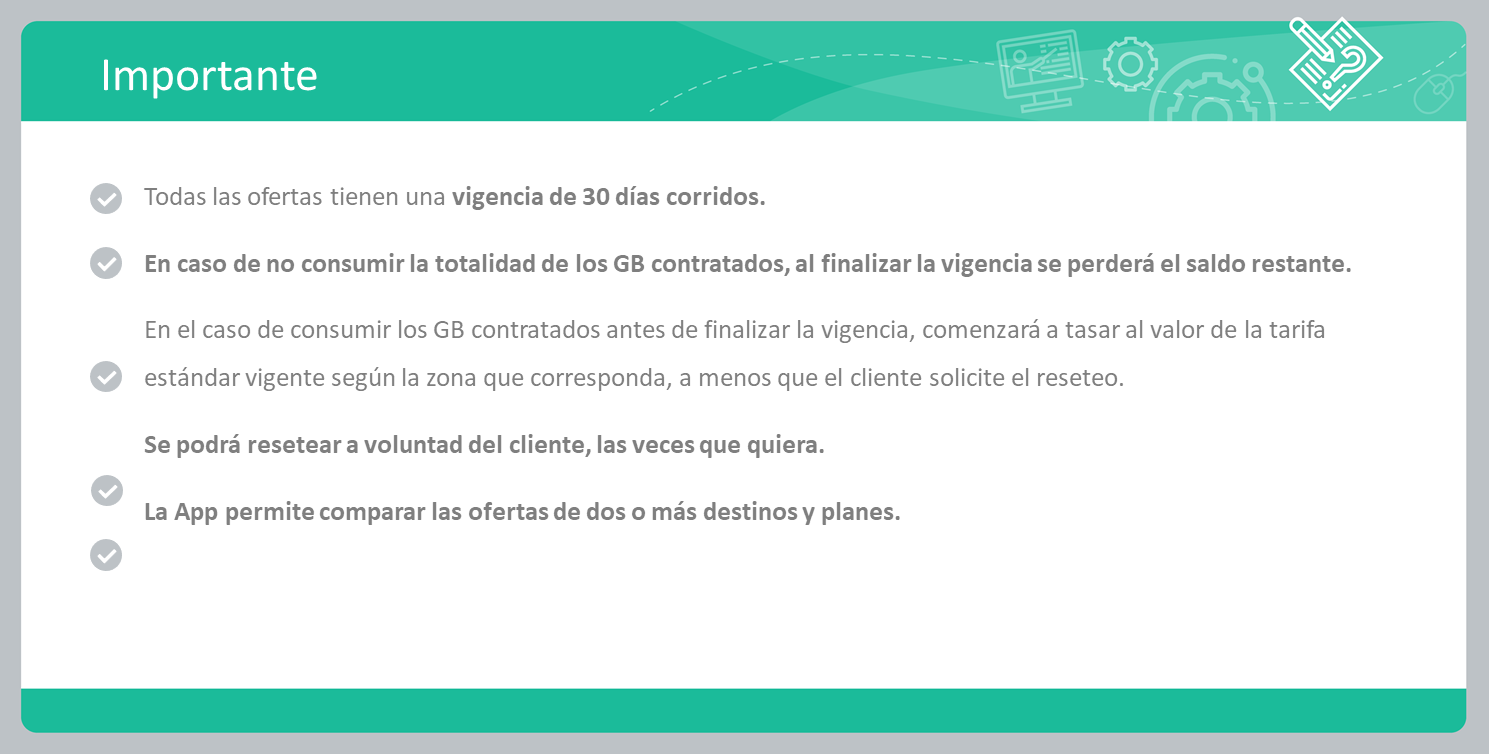 Importante
Todas las ofertas tienen una vigencia de 30 días corridos.
En caso de no consumir la totalidad de los GB contratados, al finalizar la vigencia se perderá el saldo restante.
En el caso de consumir los GB contratados antes de finalizar la vigencia, comenzará a tasar al valor de la tarifa
estándar vigente según la zona que corresponda, a menos que el cliente solicite el reseteo.
Se podrá resetear a voluntad del cliente, las veces que quiera.
La App permite comparar las ofertas de dos o más destinos y planes.